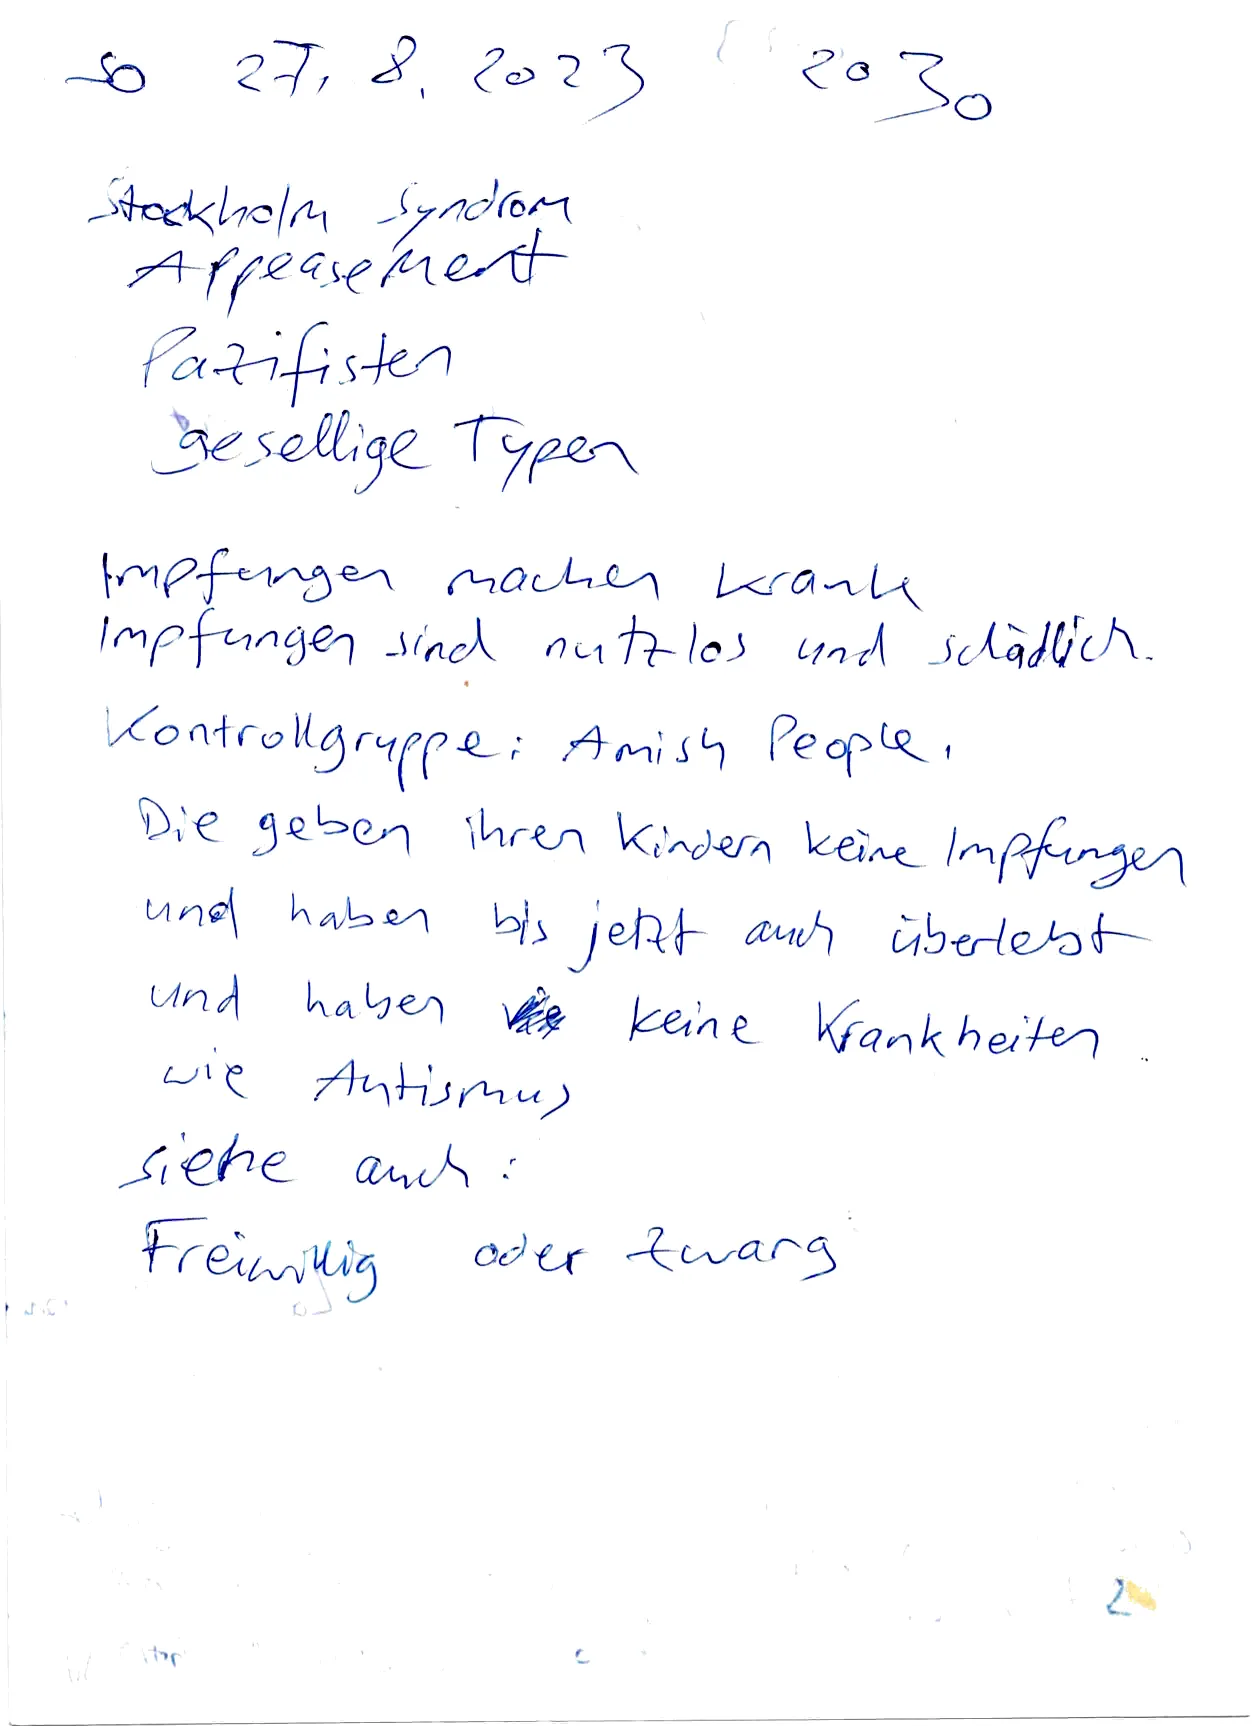 So 27. 8. 2023 20 30
Stockholm Syndrom
Appeasement
Pazifisten
gesellige Typen
Impfungen machen krank
Impfungen sind nutzlos und schädlich.
Kontrollgruppe: Amish People.
Die geben ihren Kindern keine Impfungen
und haben bis jetzt auch überlebt
und haben keine Krankheiten
wie Autismus
siehe auch:
Freiwillig oder Zwang
2